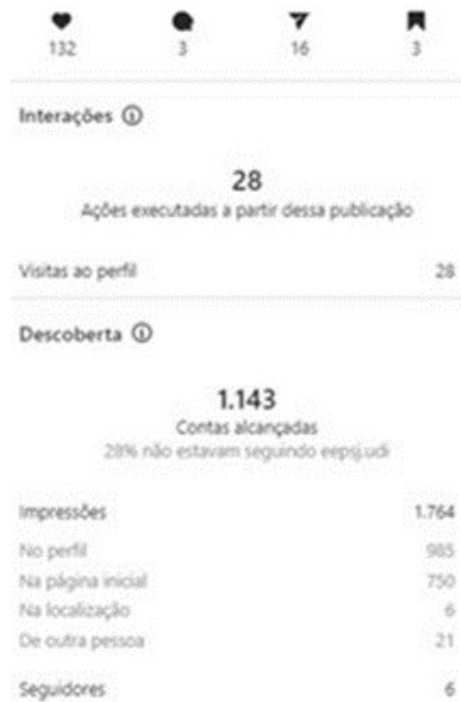 132 3 16 3
Interações
28
Ações executadas a partir dessa publicação
Visitas ao perfil 28
Descoberta
1.143
Contas alcançadas
28% não estavam seguindo eepsj.udi
Impressões 1.764
No perfil 985
Na página inicial 750
Na localização 6
De outra pessoa 21
Seguidores 6